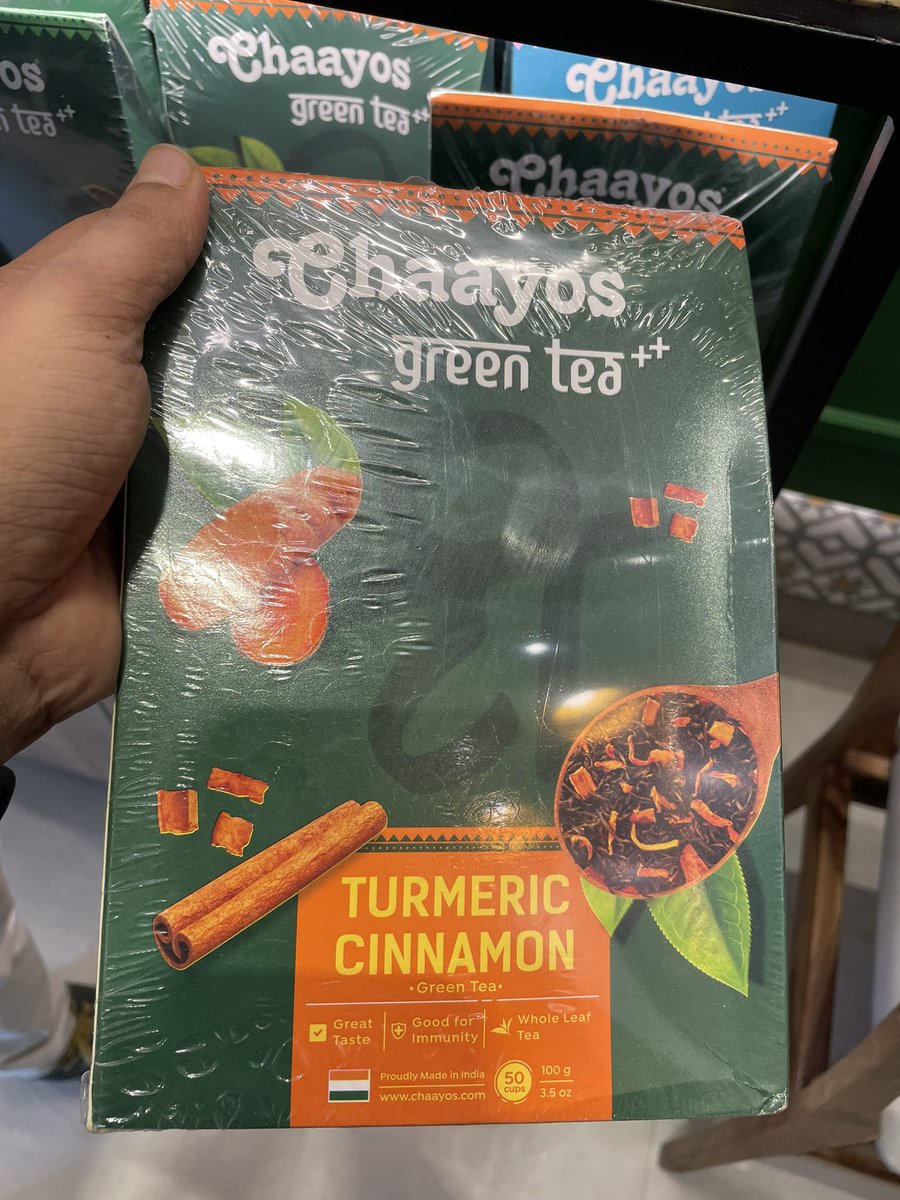 Chaayos
green tea++
Chaayos
Chaayos
Chaayos
green tea++
TURMERIC
CINNAMON
•Green Tea•
Great
Taste
Good for
Immunity
Whole Leaf
Tea
Proudly Made in India
www.chaayos.com
50
cups
100 g
3.5 oz